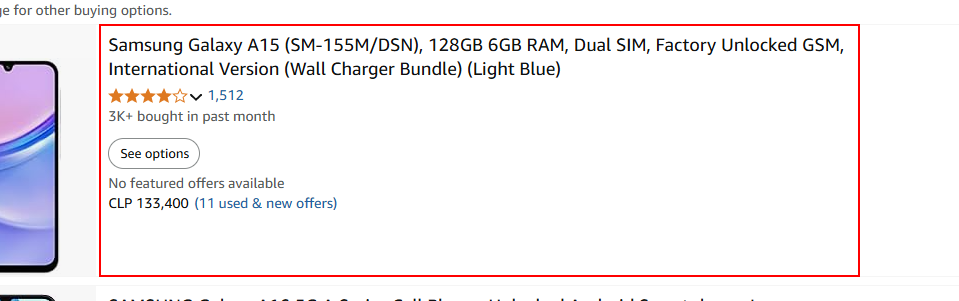 ge for other buying options.
Samsung Galaxy A15 (SM-155M/DSN), 128GB 6GB RAM, Dual SIM, Factory Unlocked GSM,
International Version (Wall Charger Bundle) (Light Blue)
1,512
3K+ bought in past month
See options
No featured offers available
CLP 133,400 (11 used & new offers)